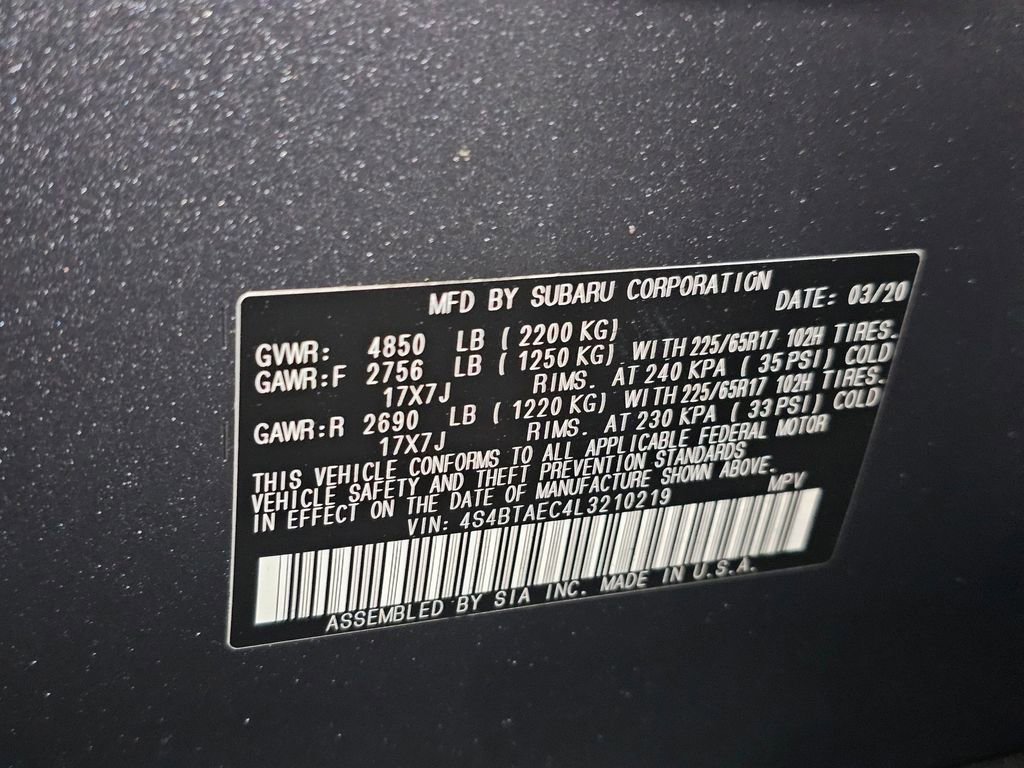 MFD BY SUBARU CORPORATION DATE: 03/20
GVWR: 4850 LB ( 2200 KG)
GAWR:F 2756 LB ( 1250 KG) WITH 225/65R17 102H TIRES.
17X7J RIMS. AT 240 KPA ( 35 PSI) COLD
GAWR:R 2690 LB ( 1220 KG) WITH 225/65R17 102H TIRES.
17X7J RIMS. AT 230 KPA ( 33 PSI) COLD
THIS VEHICLE CONFORMS TO ALL APPLICABLE FEDERAL MOTOR
VEHICLE SAFETY AND THEFT PREVENTION STANDARDS
IN EFFECT ON THE DATE OF MANUFACTURE SHOWN ABOVE.
VIN: 4S4BTAEC4L3210219 MPV
ASSEMBLED BY SIA INC. MADE IN U.S.A.